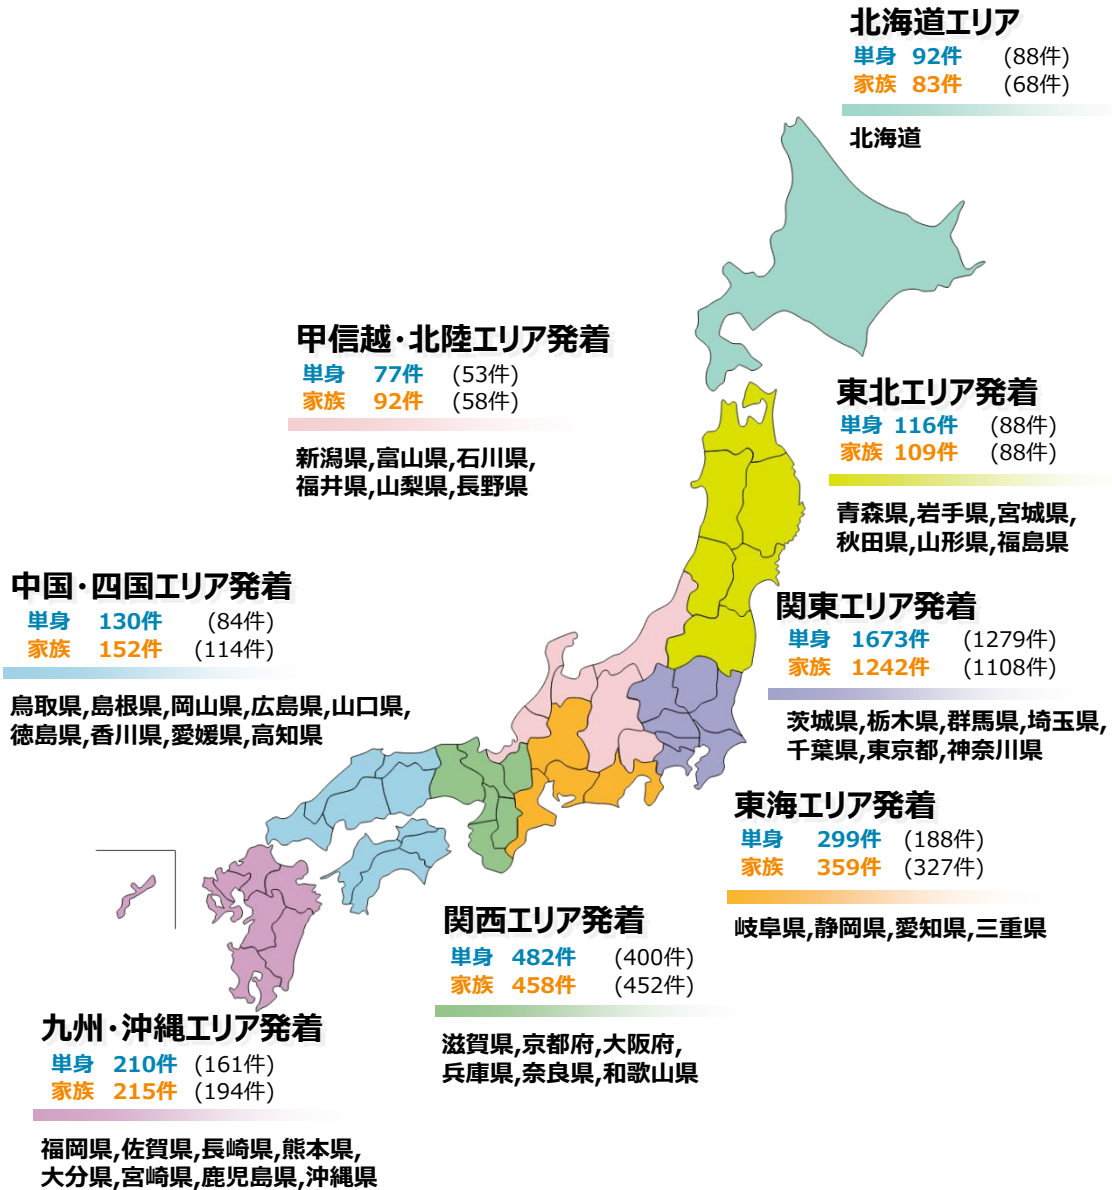 北海道エリア
単身 92件 (88件)
家族 83件 (68件)
北海道
甲信越・北陸エリア発着
単身 77件 (53件)
家族 92件 (58件)
新潟県,富山県,石川県,
福井県,山梨県,長野県
東北エリア発着
単身 116件 (88件)
家族 109件 (88件)
青森県,岩手県,宮城県,
秋田県,山形県,福島県
中国・四国エリア発着
単身 130件 (84件)
家族 152件 (114件)
鳥取県,島根県,岡山県,広島県,山口県,
徳島県,香川県,愛媛県,高知県
関東エリア発着
単身 1673件 (1279件)
家族 1242件 (1108件)
茨城県,栃木県,群馬県,埼玉県,
千葉県,東京都,神奈川県
東海エリア発着
単身 299件 (188件)
家族 359件 (327件)
岐阜県,静岡県,愛知県,三重県
関西エリア発着
単身 482件 (400件)
家族 458件 (452件)
滋賀県,京都府,大阪府,
兵庫県,奈良県,和歌山県
九州・沖縄エリア発着
単身 210件 (161件)
家族 215件 (194件)
福岡県,佐賀県,長崎県,熊本県,
大分県,宮崎県,鹿児島県,沖縄県